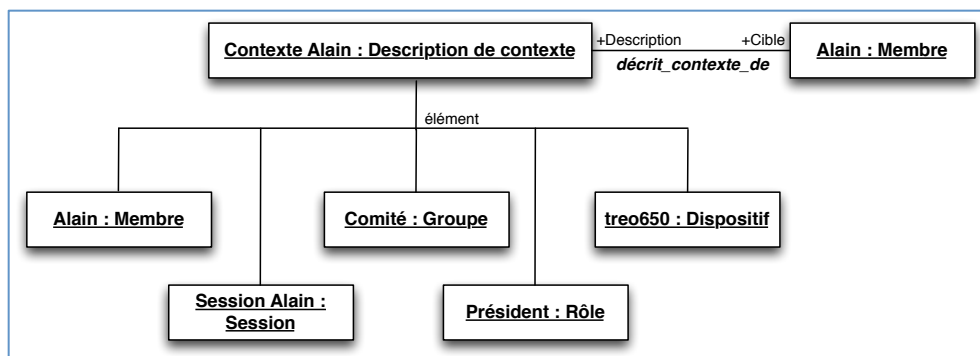 Contexte Alain : Description de contexte
+Description
+Cible
décrit_contexte_de
Alain : Membre
élément
Alain : Membre
Comité : Groupe
treo650 : Dispositif
Session Alain :
Session
Président : Rôle